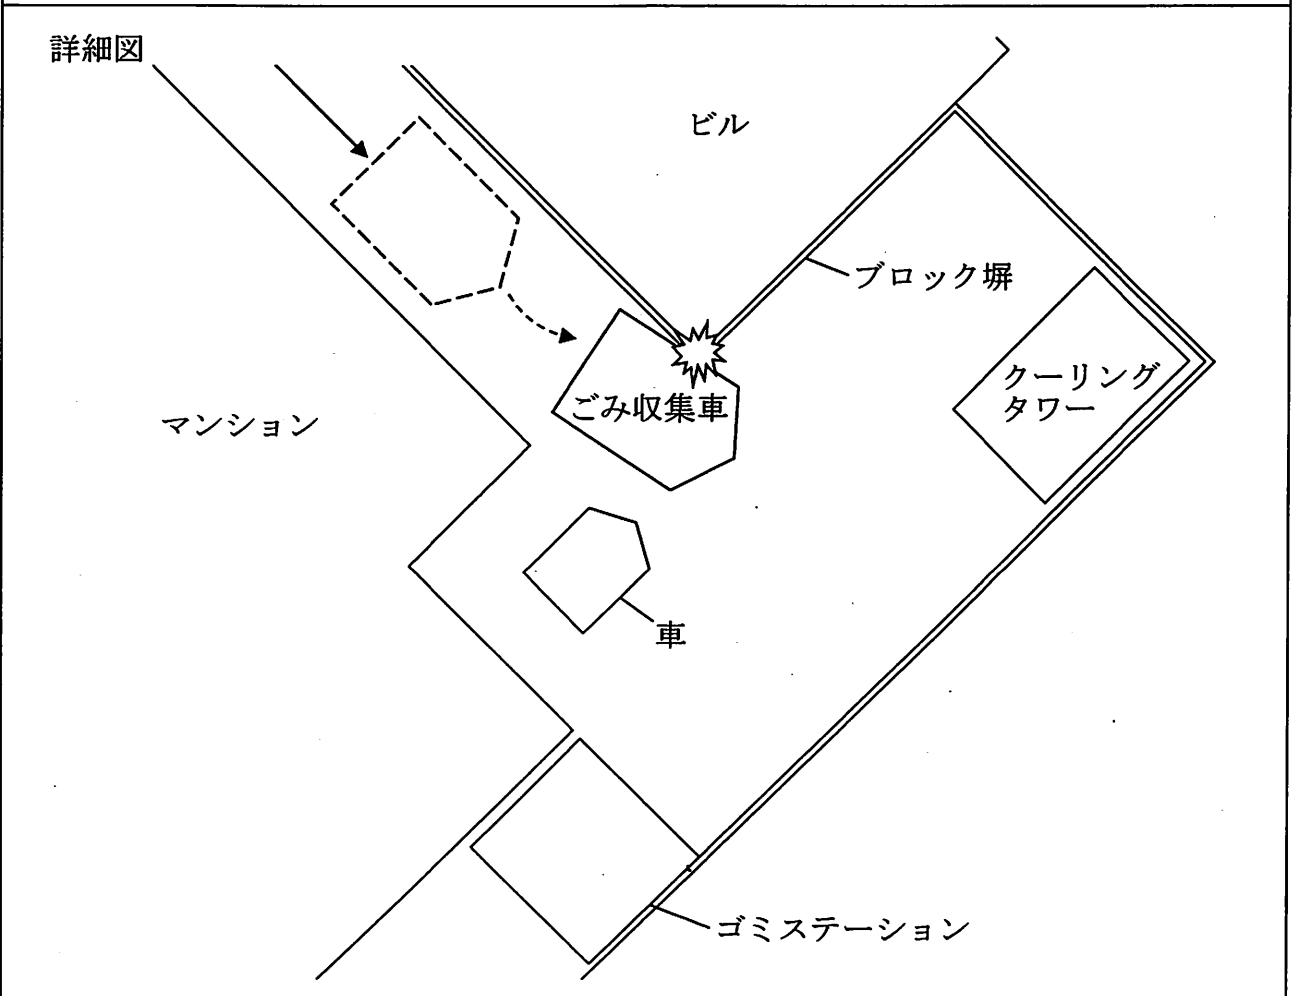 詳細図
ビル
ブロック塀
クーリング
タワー
ごみ収集車
マンション
車
ゴミステーション